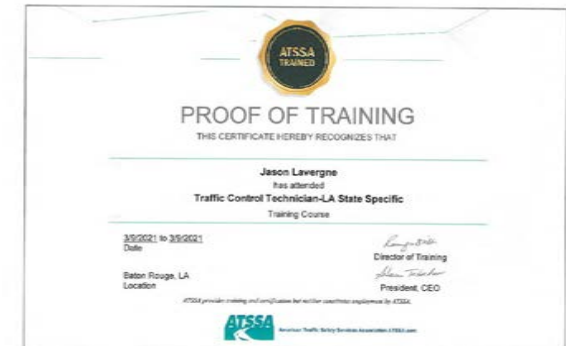 ATSSA
TRAINED
PROOF OF TRAINING
THIS CERTIFICATE HEREBY RECOGNIZES THAT
Jason Lavergne
has attended
Traffic Control Technician-LA State Specific
Training Course
3/9/2021 to 3/9/2021
Date
Director of Training
Baton Rouge, LA
Location
President, CEO
ATSSA provides training and certification but neither constitutes employment by ATSSA.
ATSSA
American Traffic Safety Services Association ATSSA.com